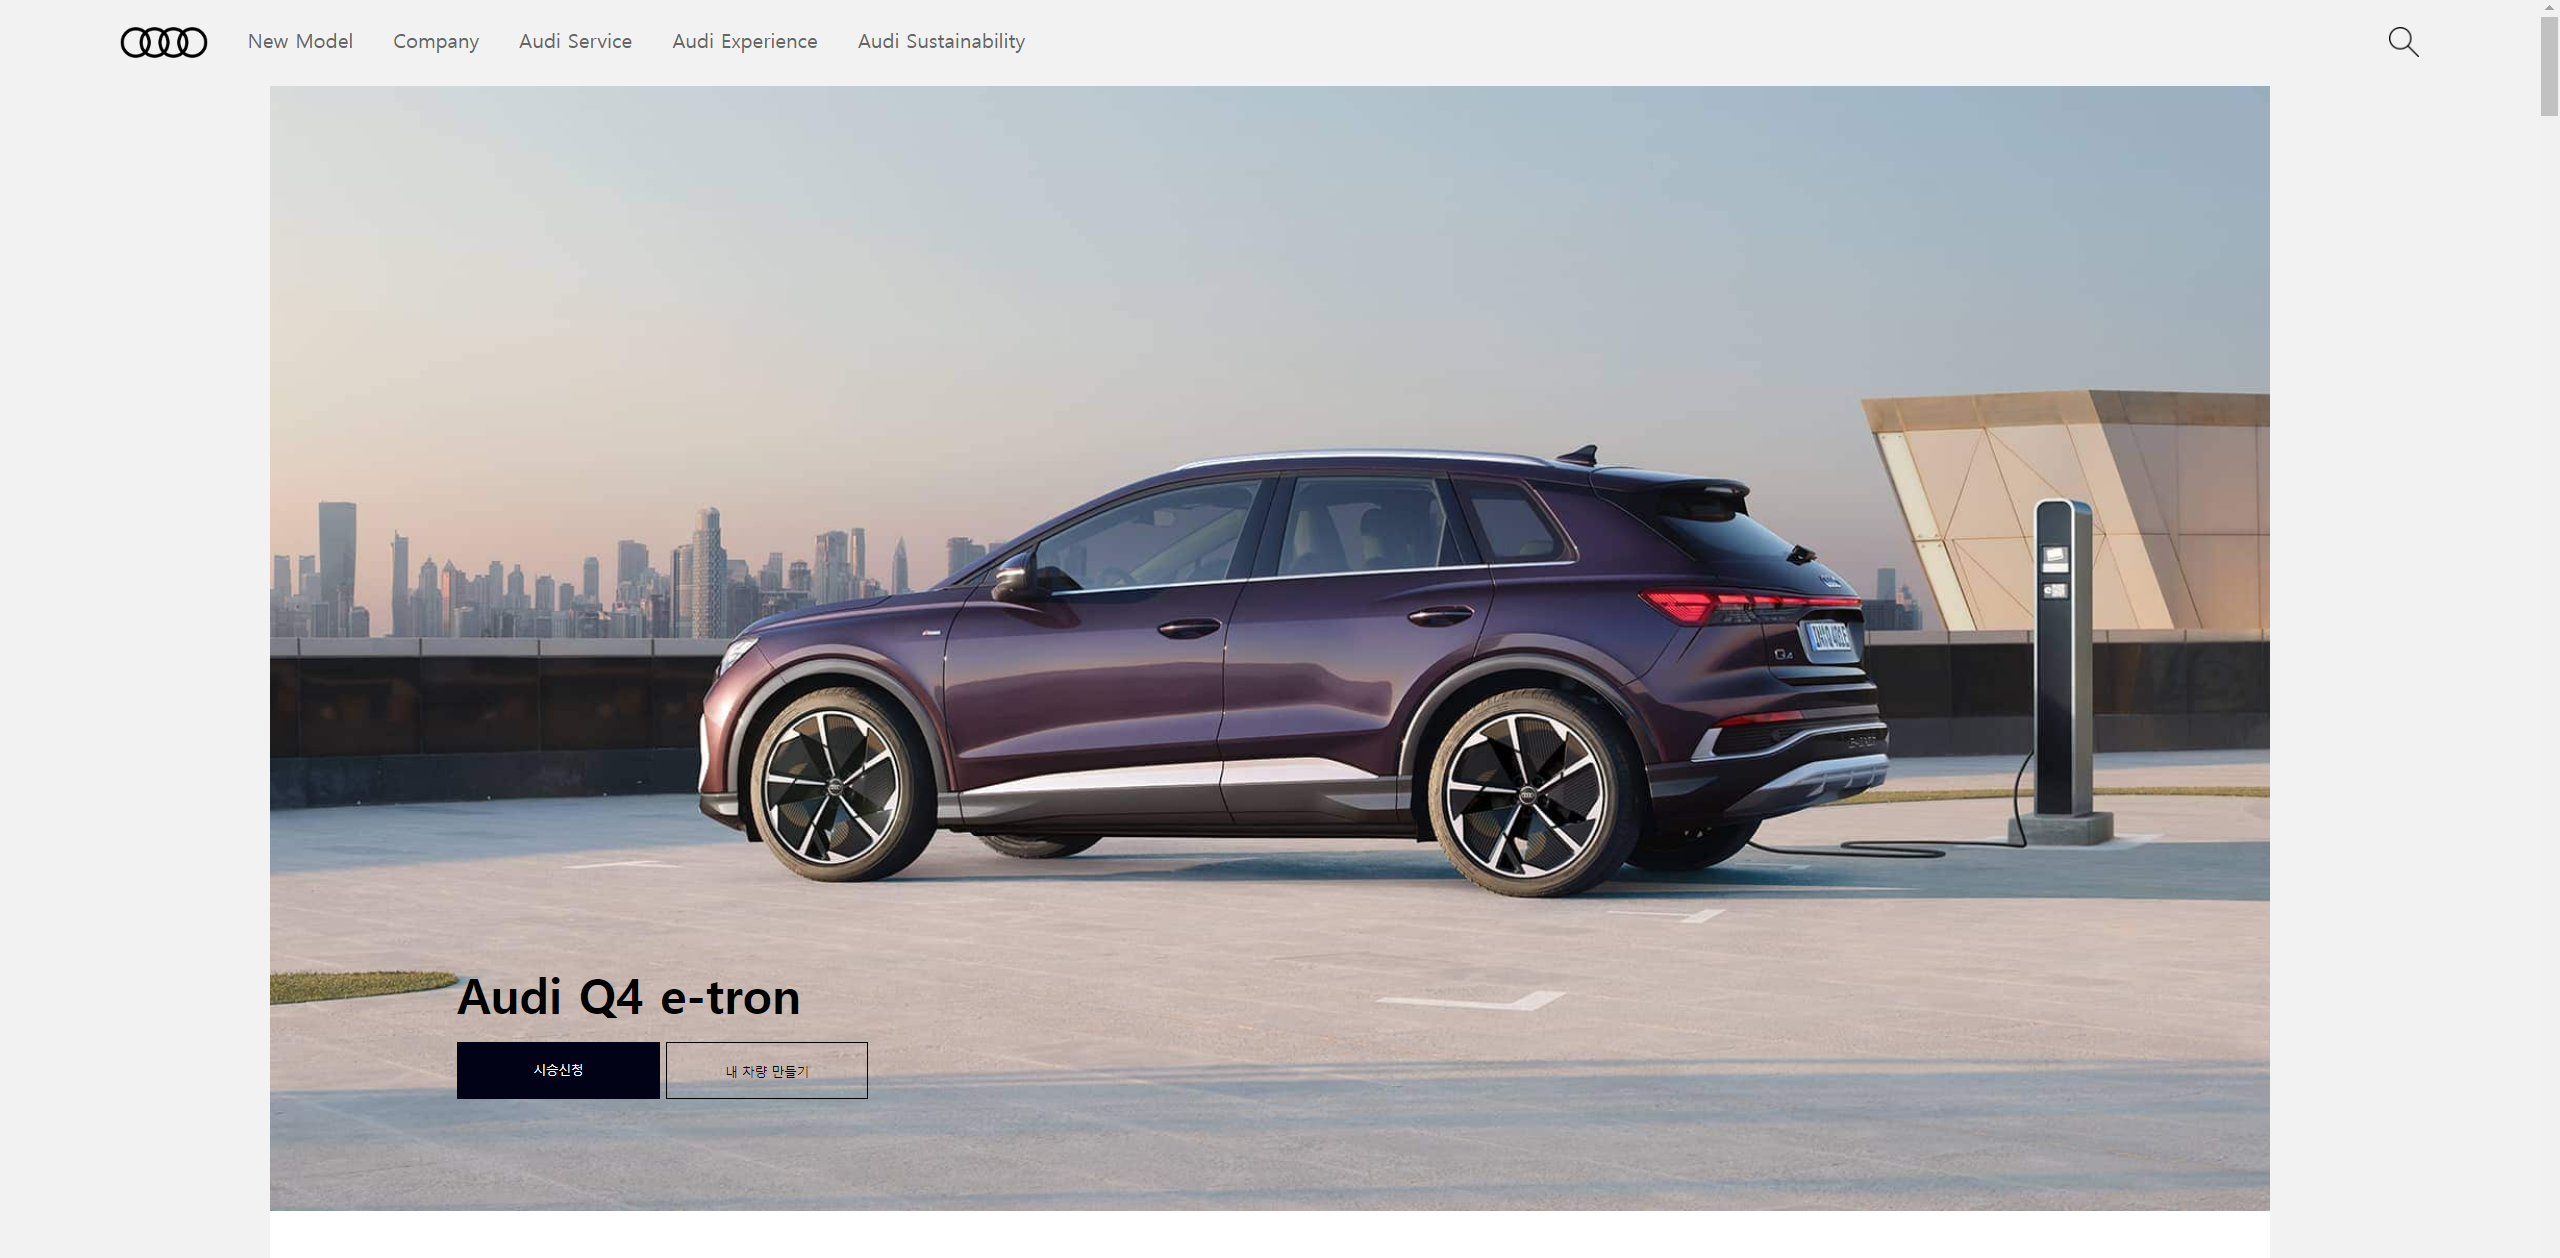 New Model Company Audi Service Audi Experience Audi Sustainability
Q4
Audi Q4 e-tron
시승신청
내 차량 만들기